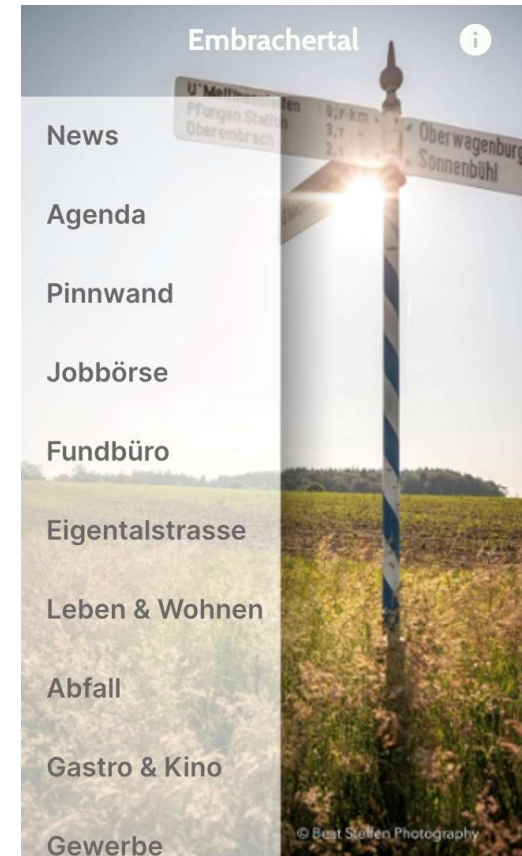 Embrachertal
News
Agenda
Pinnwand
Jobbörse
Fundbüro
Eigentalstrasse
Leben & Wohnen
Abfall
Gastro & Kino
Gewerbe
Pfungen Station 3,7
Oberembrach
Oberwagenburg
Sonnenbühl
© Beat Steffen Photography